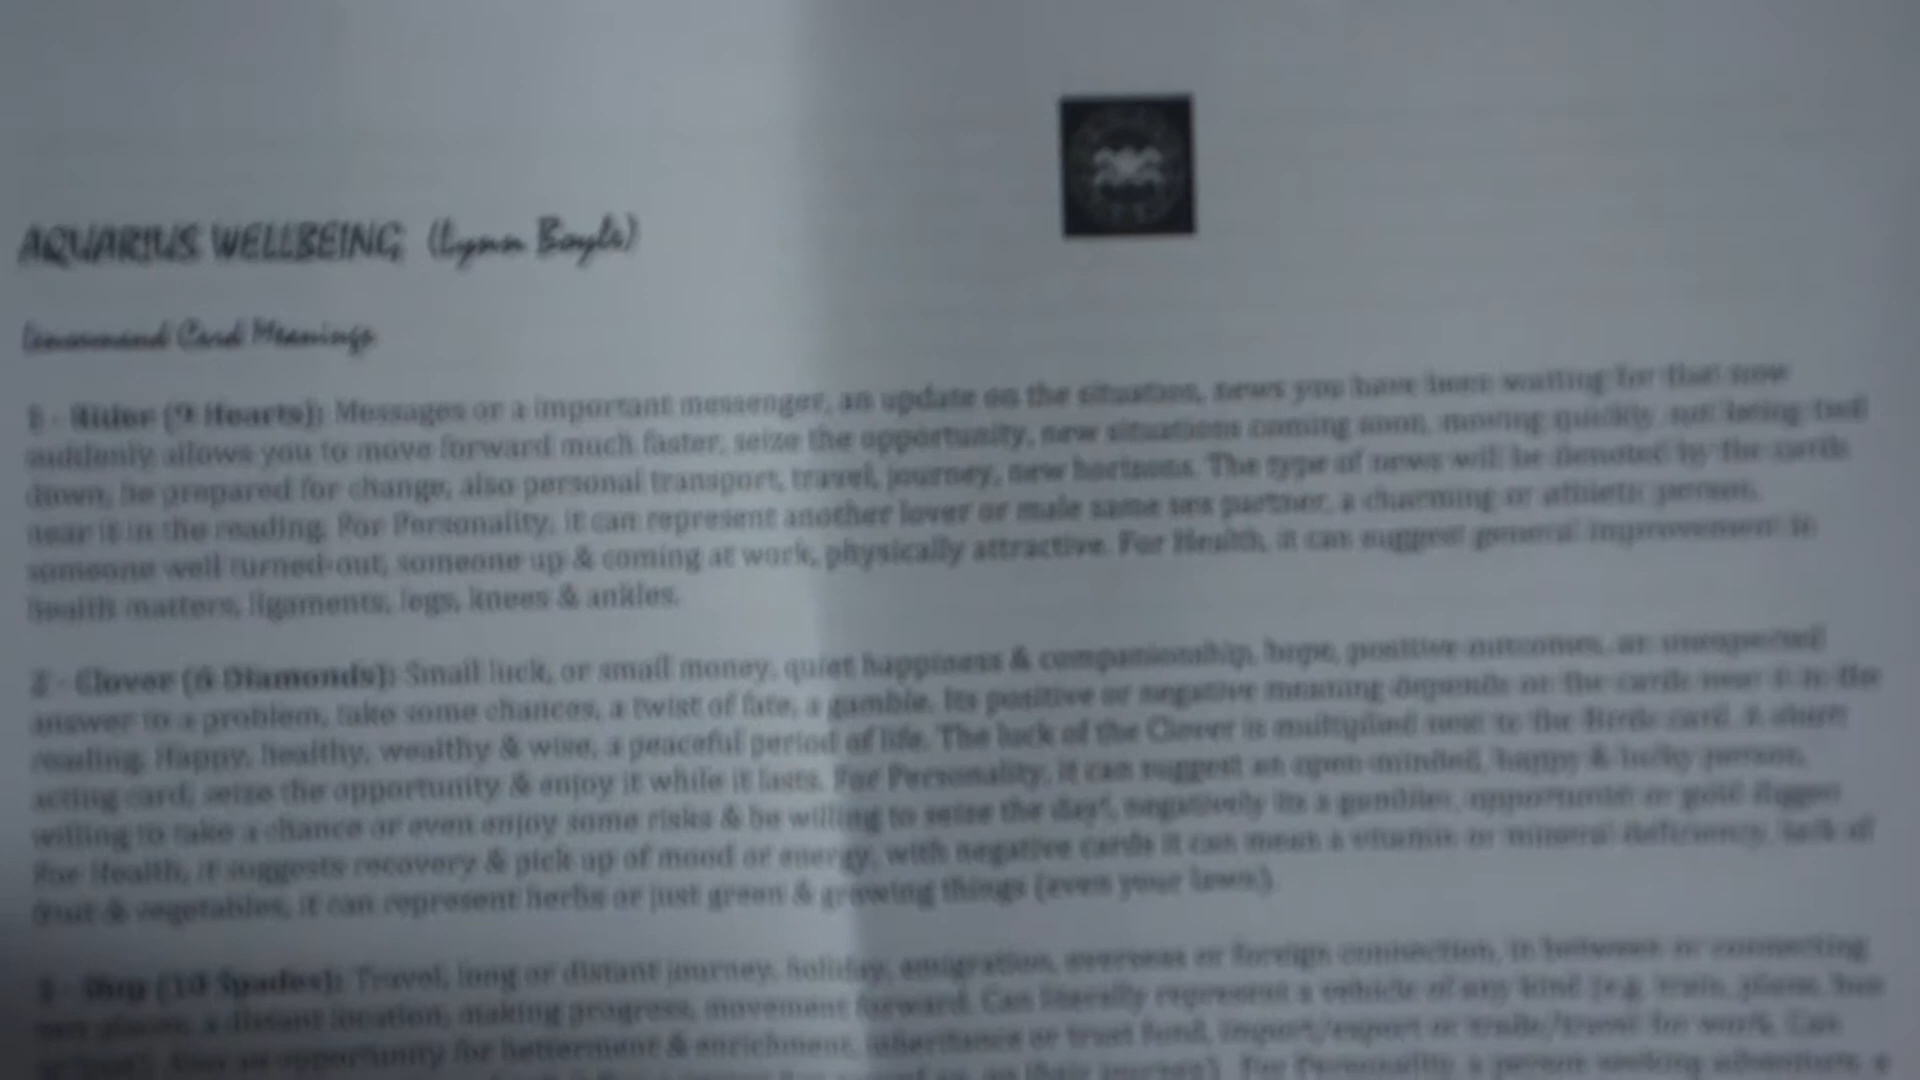 AQUARIUS WELLBEING (Lynn Boyle)
Lenormand Card Meanings
1 - Rider (9 Hearts): Messages or a important messenger, an update on the situation, news you have been waiting for that now
suddenly allows you to move forward much faster, seize the opportunity, new situations coming soon, moving quickly, not being tied
down, be prepared for change, also personal transport, travel, journey, new horizons. The type of news will be denoted by the cards
near it in the reading. For Personality, it can represent another lover or male same sex partner, a charming or athletic person,
someone well turned-out, someone up & coming at work, physically attractive. For Health, it can suggest general improvement in
health matters, ligaments, legs, knees & ankles.
2 - Clover (6 Diamonds): Small luck, or small money, quiet happiness & companionship, hope, positive outcomes, an unexpected
answer to a problem, take some chances, a twist of fate, a gamble. Its positive or negative meaning depends on the cards near it in the
reading. Happy, healthy, wealthy & wise, a peaceful period of life. The luck of the Clover is multiplied next to the Birds card. A short
acting card, seize the opportunity & enjoy it while it lasts. For Personality, it can suggest an open-minded, happy & lucky person,
willing to take a chance or even enjoy some risks & be willing to seize the day!, negatively its a gambler, opportunist or gold digger.
For Health, it suggests recovery & pick up of mood or energy, with negative cards it can mean a vitamin or mineral deficiency, lack of
fruit & vegetables, it can represent herbs or just green & growing things (even your lawn).
3 - Ship (10 Spades): Travel, long or distant journey, holiday, emigration, overseas or foreign connection, in between or connecting
two places, a distant location, making progress, movement forward. Can literally represent a vehicle of any kind (e.g. train, plane, bus
an opportunity for betterment & enrichment, inheritance or trust fund, import/export or trade/travel for work. Can
For Personality, a person seeking adventure, a